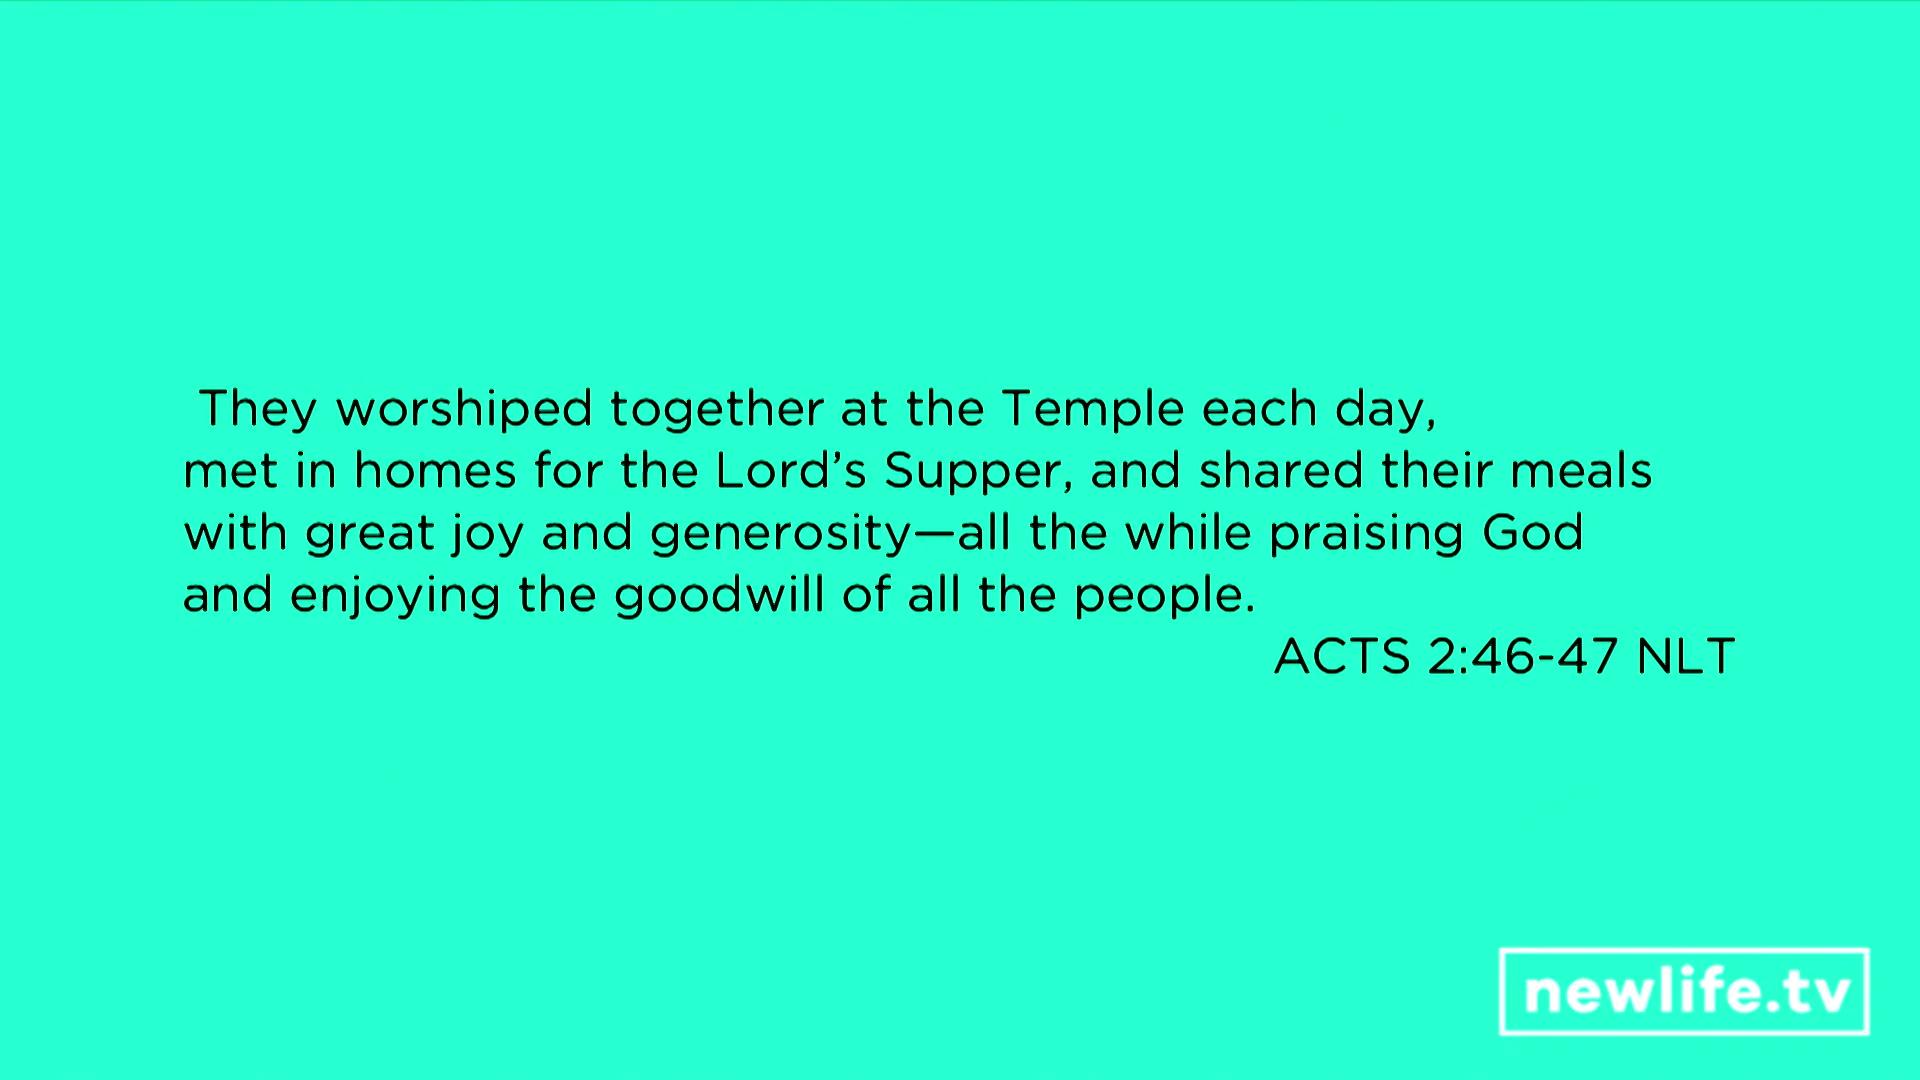 They worshiped together at the Temple each day,
met in homes for the Lord’s Supper, and shared their meals
with great joy and generosity—all the while praising God
and enjoying the goodwill of all the people.
ACTS 2:46-47 NLT
newlife.tv